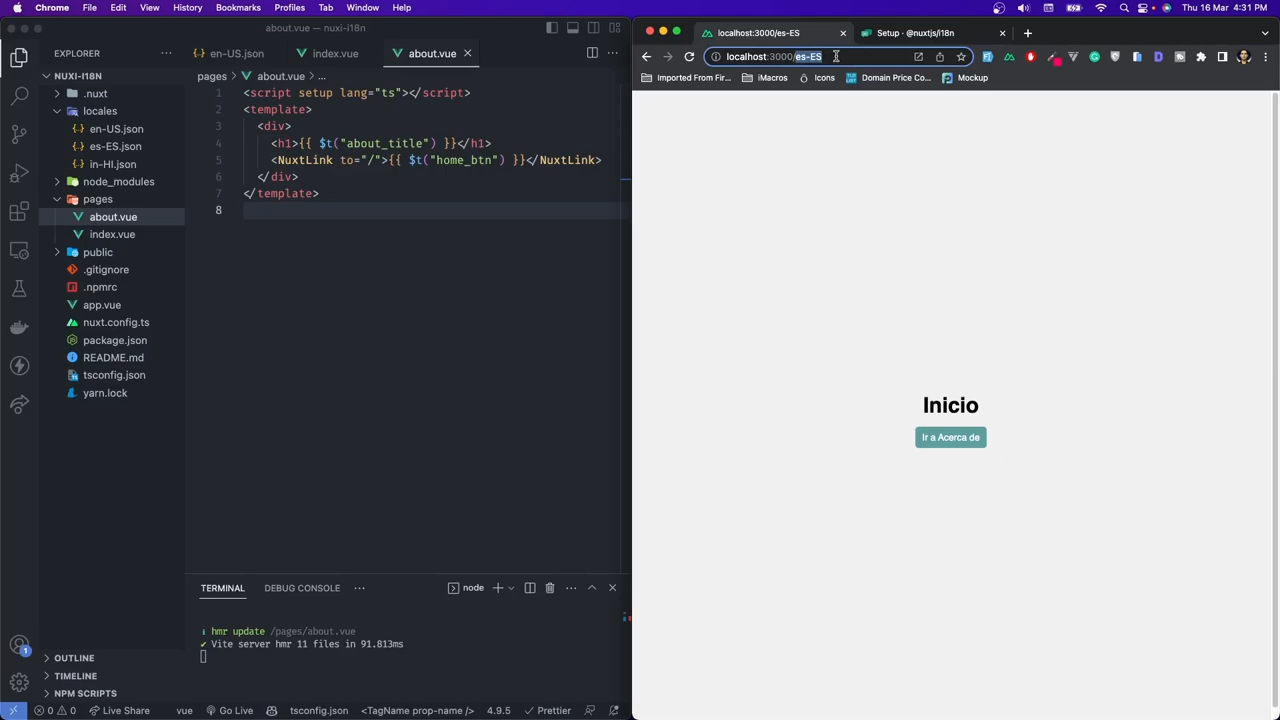 Chrome File Edit View History Bookmarks Profiles Tab Window Help
Thu 16 Mar 4:31 PM
about.vue — nuxi-i18n
EXPLORER
NUXI-I18N
.nuxt
locales
en-US.json
es-ES.json
in-HI.json
node_modules
pages
about.vue
index.vue
public
.gitignore
.npmrc
app.vue
nuxt.config.ts
package.json
README.md
tsconfig.json
yarn.lock
OUTLINE
TIMELINE
NPM SCRIPTS
en-US.json index.vue about.vue
pages > about.vue > ...
1 <script setup lang="ts"></script>
2 <template>
3 <div>
4 <h1>{{ $t("about_title") }}</h1>
5 <NuxtLink to="/">{{ $t("home_btn") }}</NuxtLink>
6 </div>
7 </template>
8
TERMINAL DEBUG CONSOLE ... node
hmr update /pages/about.vue
✔ Vite server hmr 11 files in 91.813ms
1
0 0 Live Share vue Go Live tsconfig.json <TagName prop-name /> 4.9.5 Prettier
localhost:3000/es-ES Setup · @nuxtjs/i18n
localhost:3000/es-ES
Imported From Fir... iMacros Icons Domain Price Co... Mockup
Inicio
Ir a Acerca de